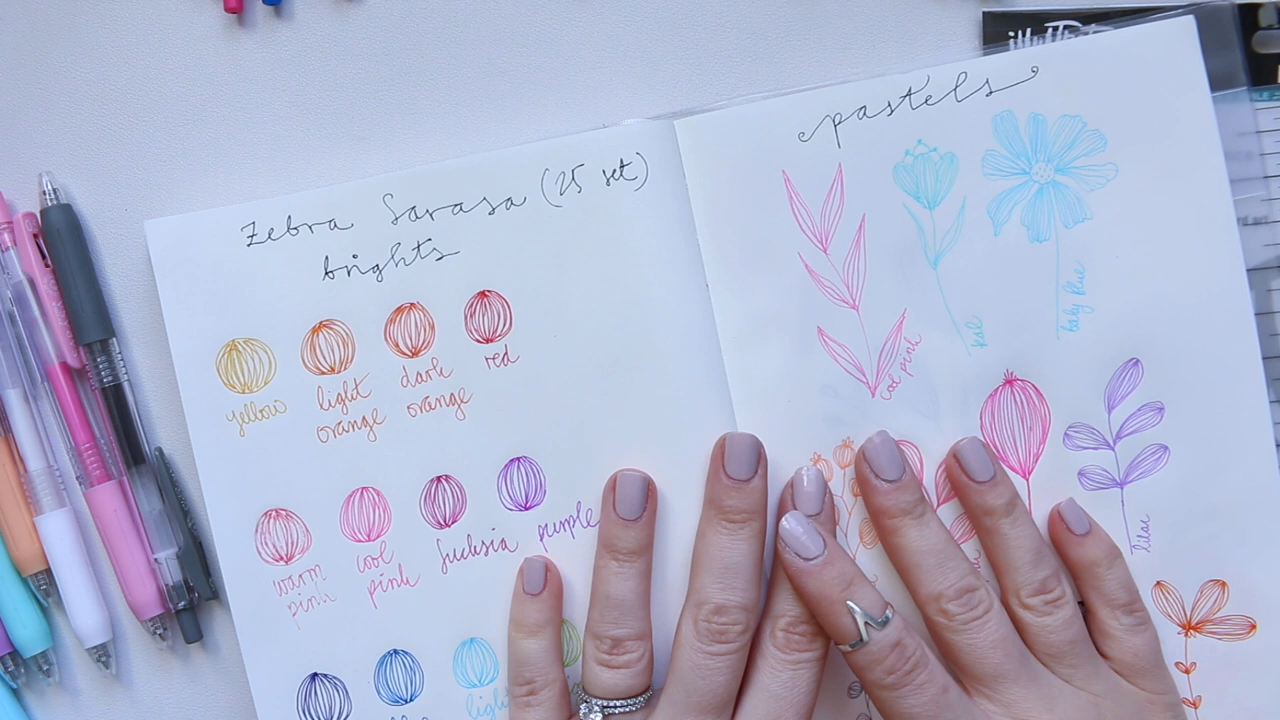 Zebra Sarasa (25 set)
brights
yellow
light
orange
dark
orange
red
warm
pink
cool
pink
fuchsia
purple
pastels
cool pink
teal
baby blue
lilac